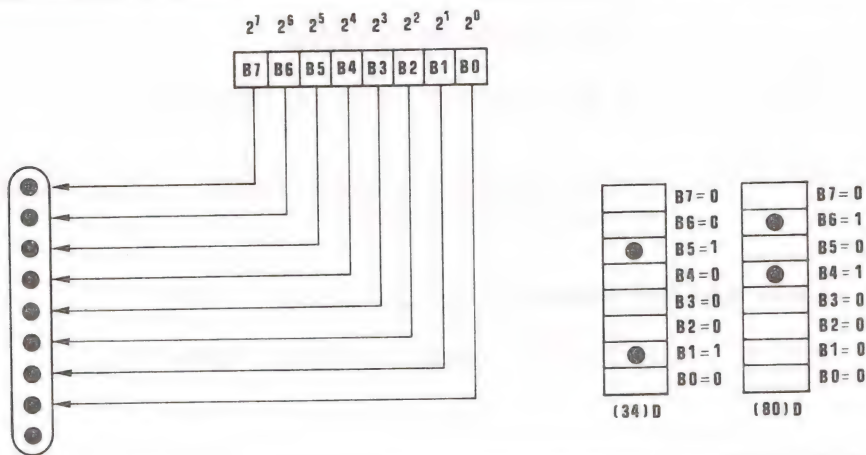 2⁷ 2⁶ 2⁵ 2⁴ 2³ 2² 2¹ 2⁰
B7 B6 B5 B4 B3 B2 B1 B0
B7=0
B6=0
B5=1
B4=0
B3=0
B2=0
B1=1
B0=0
(34)D
B7=0
B6=1
B5=0
B4=1
B3=0
B2=0
B1=0
B0=0
(80)D